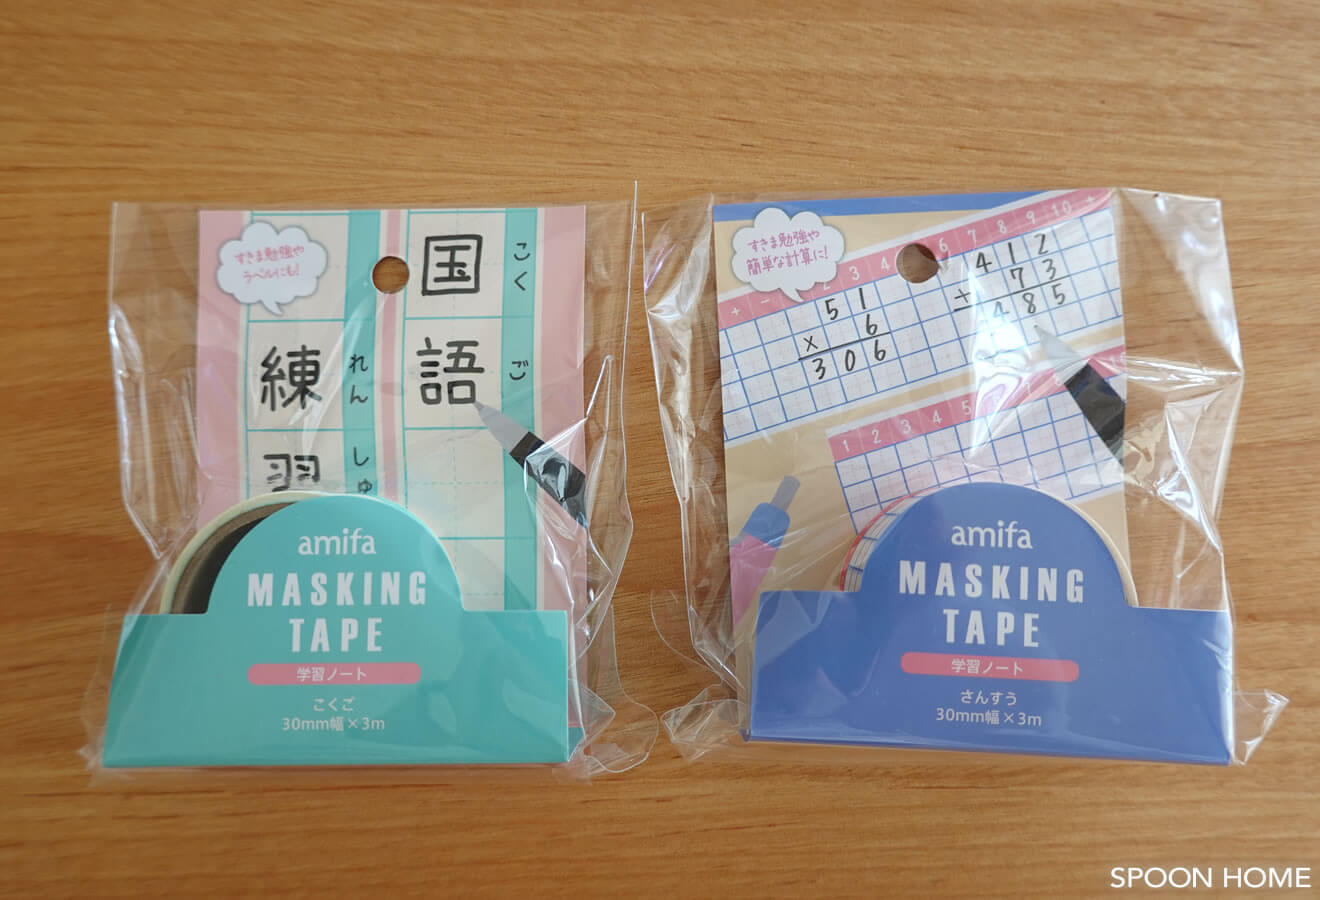 すきま勉強や
ラベルにも!
国語
こくご
練習
れんしゅ
amifa
MASKING
TAPE
学習ノート
こくご
30mm幅×3m
すきま勉強や
簡単な計算に!
+ - 2 3 4 6 7 8 9 10 +
51
× 6
306
412
+ 73
485
1 2 3 4 5
amifa
MASKING
TAPE
学習ノート
さんすう
30mm幅×3m
SPOON HOME